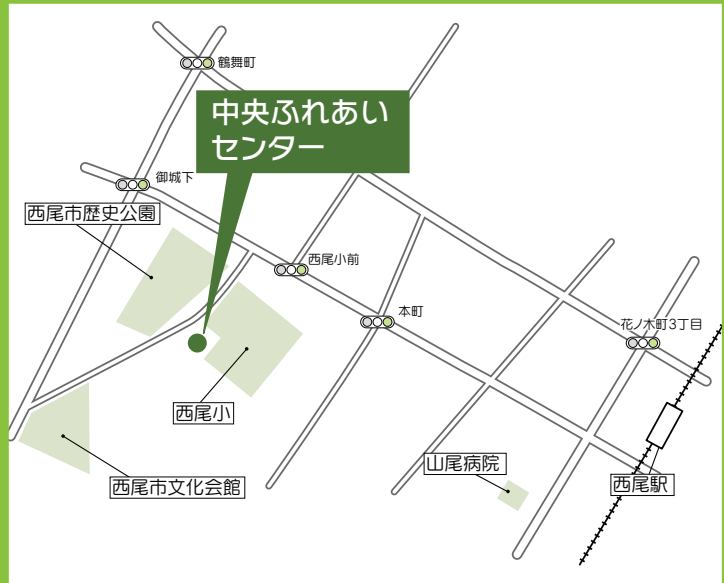 鶴舞町
中央ふれあい
センター
御城下
西尾市歴史公園
西尾小前
本町
花ノ木町3丁目
西尾小
山尾病院
西尾駅
西尾市文化会館